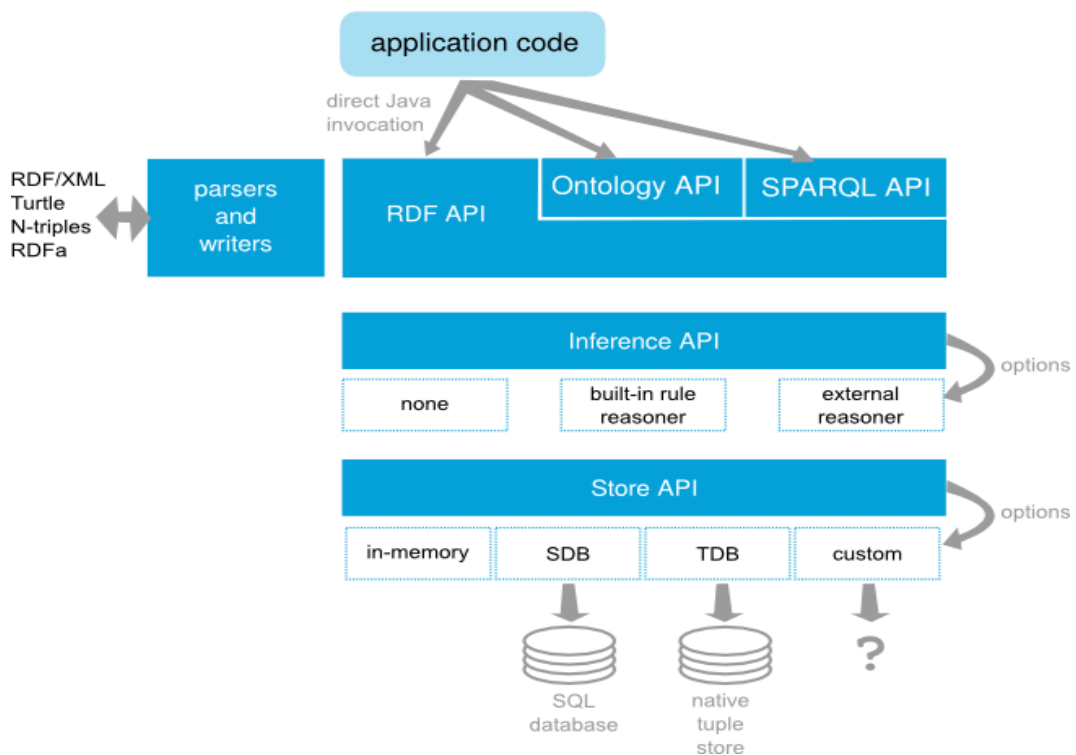 application code
direct Java
invocation
RDF/XML
Turtle
N-triples
RDFa
parsers
and
writers
RDF API
Ontology API
SPARQL API
Inference API
options
none
built-in rule
reasoner
external
reasoner
Store API
options
in-memory
SDB
TDB
custom
?
SQL
database
native
tuple
store